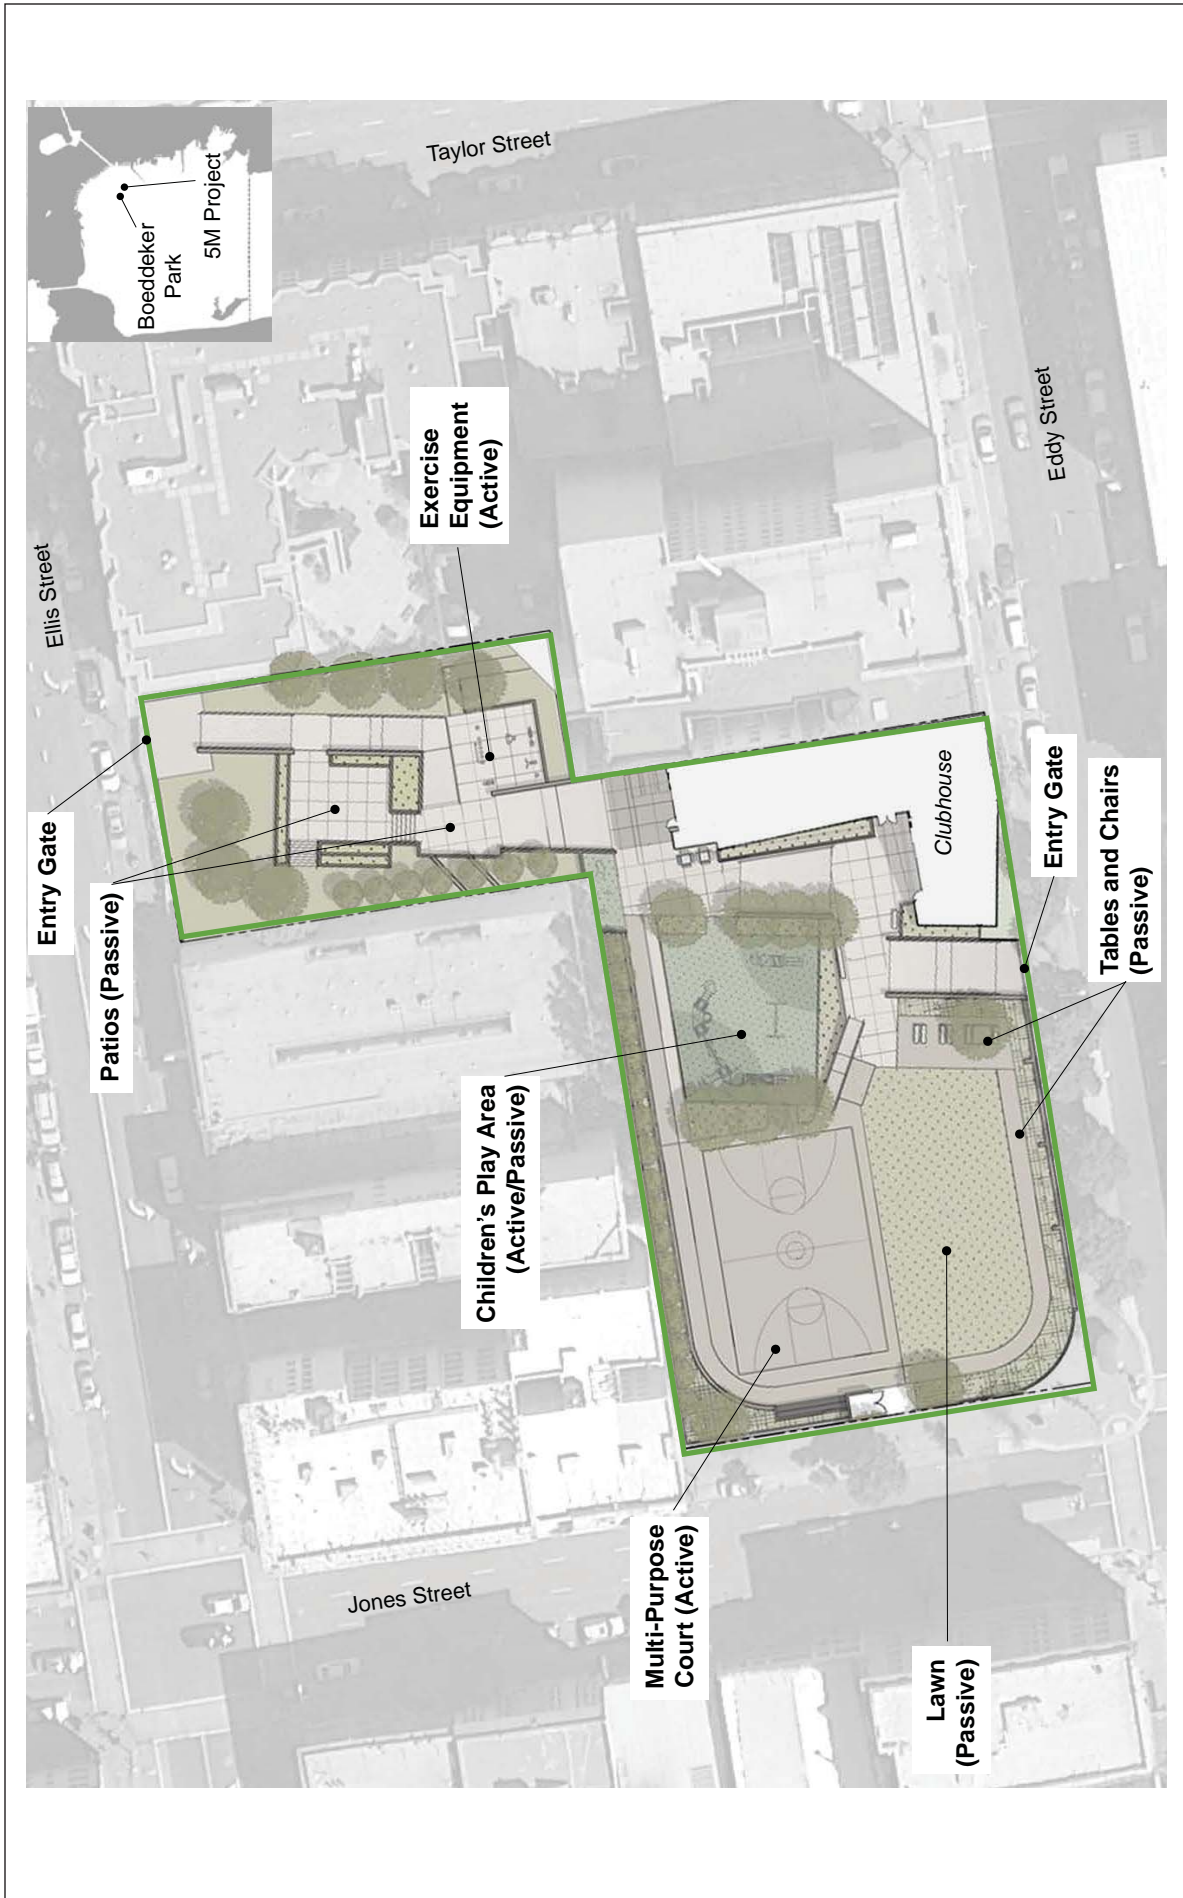 Ellis Street
Taylor Street
Boeddeker
Park
5M Project
Entry Gate
Patios (Passive)
Exercise
Equipment
(Active)
Children's Play Area
(Active/Passive)
Eddy Street
Clubhouse
Entry Gate
Tables and Chairs
(Passive)
Multi-Purpose
Court (Active)
Jones Street
Lawn
(Passive)